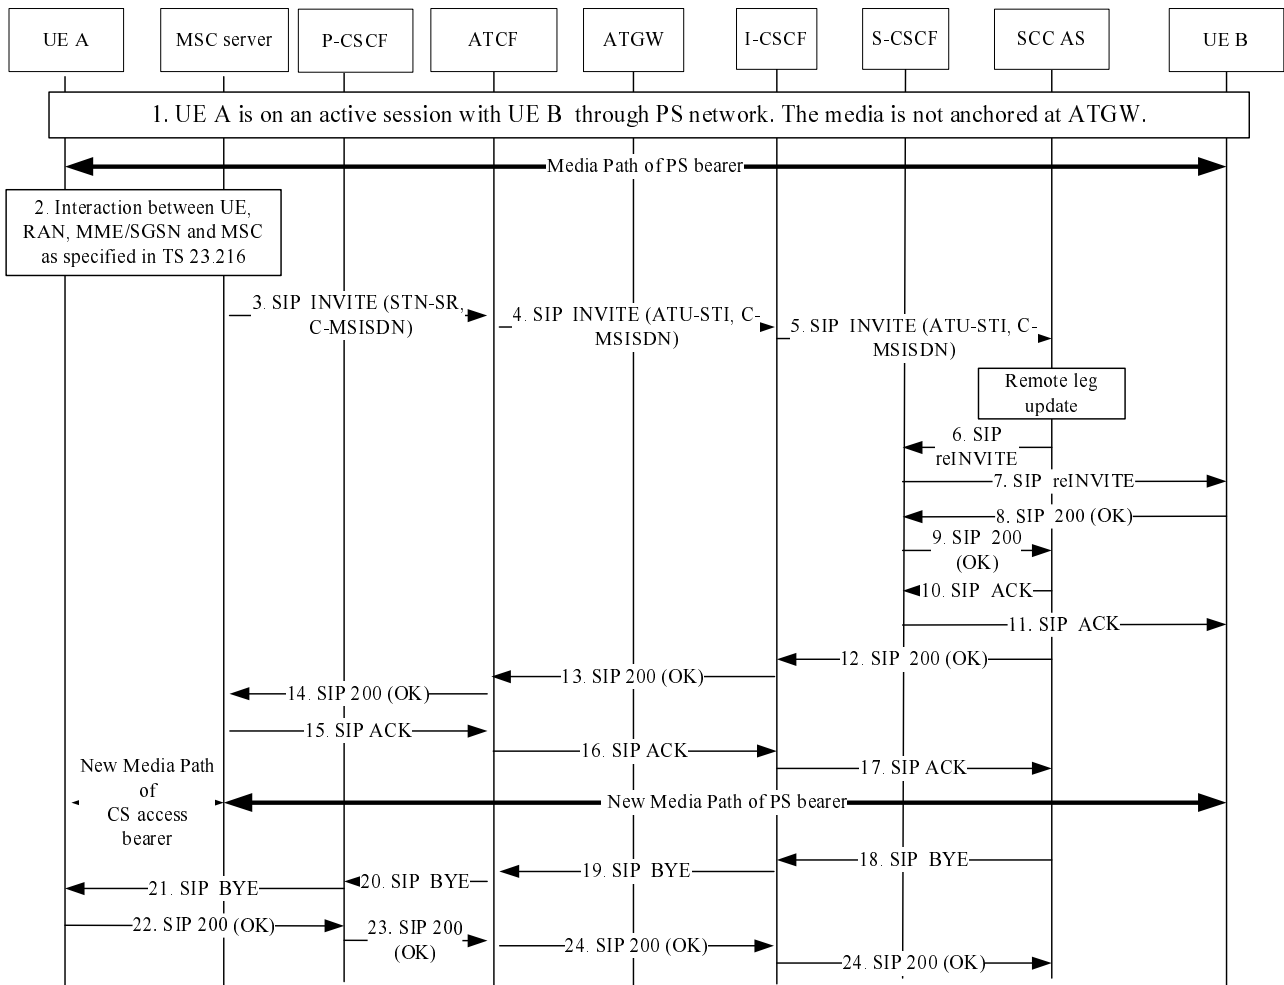 UE A
MSC server
P-CSCF
ATCF
ATGW
I-CSCF
S-CSCF
SCC AS
UE B
1. UE A is on an active session with UE B through PS network. The media is not anchored at ATGW.
Media Path of PS bearer
2. Interaction between UE,
RAN, MME/SGSN and MSC
as specified in TS 23.216
3. SIP INVITE (STN-SR,
C-MSISDN)
4. SIP INVITE (ATU-STI, C-
MSISDN)
5. SIP INVITE (ATU-STI, C-
MSISDN)
Remote leg
update
6. SIP
reINVITE
7. SIP reINVITE
8. SIP 200 (OK)
9. SIP 200
(OK)
10. SIP ACK
11. SIP ACK
12. SIP 200 (OK)
13. SIP 200 (OK)
14. SIP 200 (OK)
15. SIP ACK
16. SIP ACK
17. SIP ACK
New Media Path
of
CS access
bearer
New Media Path of PS bearer
18. SIP BYE
19. SIP BYE
20. SIP BYE
21. SIP BYE
22. SIP 200 (OK)
23. SIP 200
(OK)
24. SIP 200 (OK)
24. SIP 200 (OK)